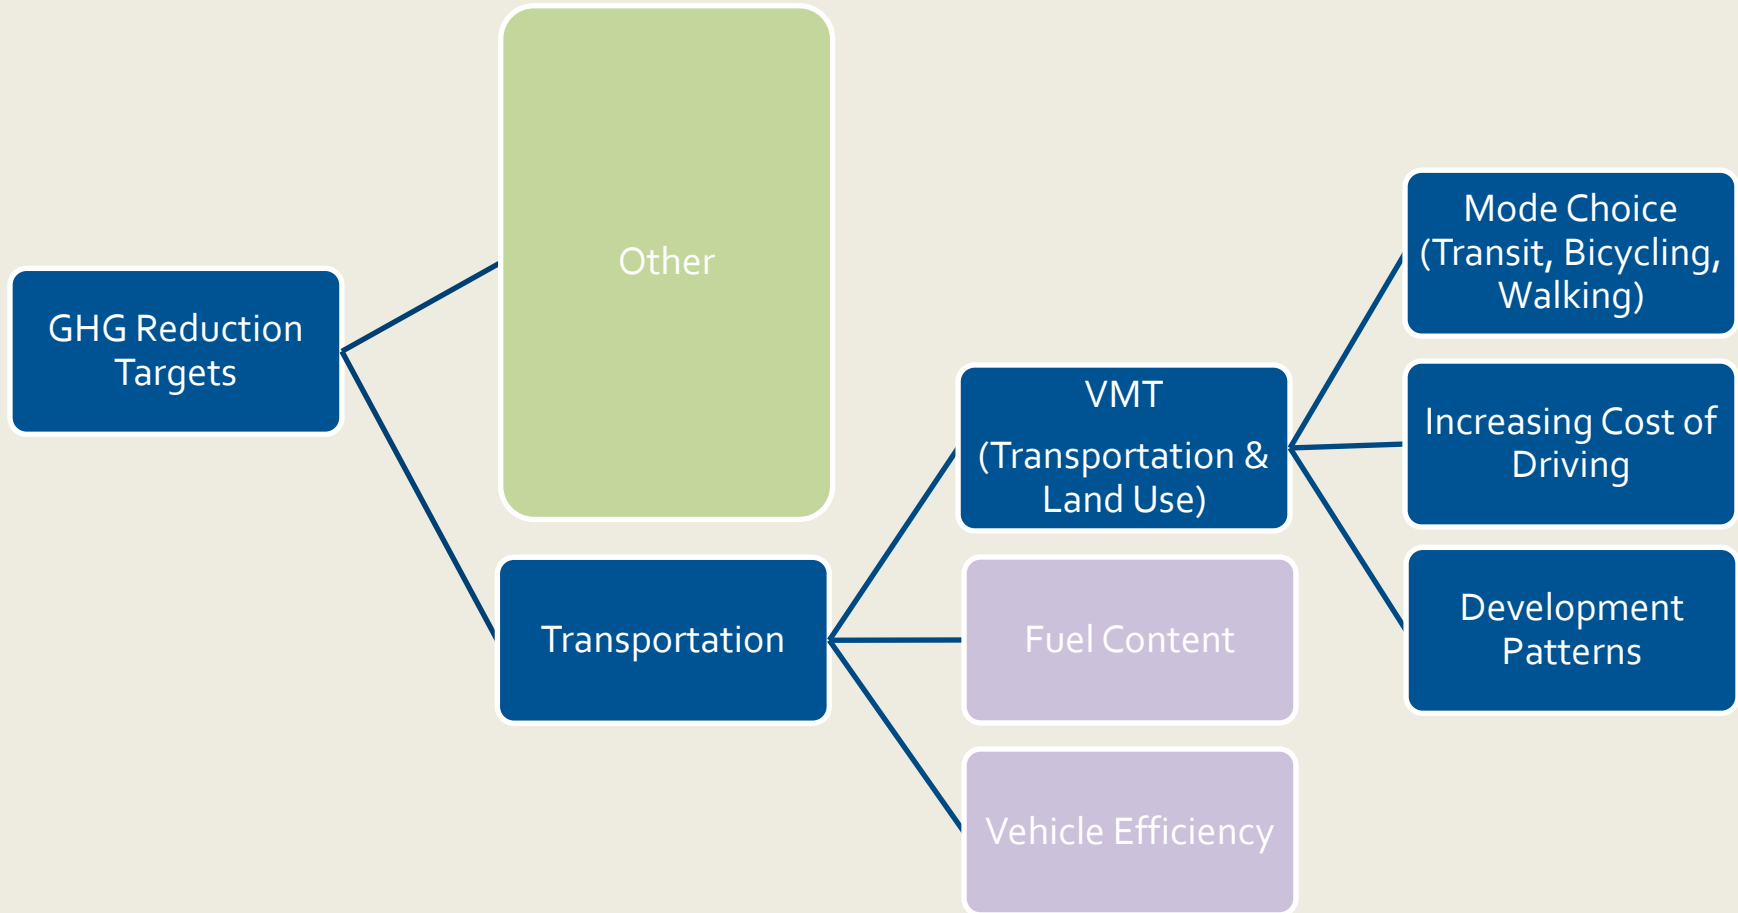 GHG Reduction
Targets
Other
Transportation
VMT
(Transportation &
Land Use)
Fuel Content
Vehicle Efficiency
Mode Choice
(Transit, Bicycling,
Walking)
Increasing Cost of
Driving
Development
Patterns